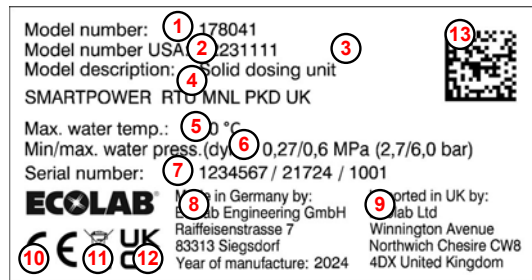 Model number: 1 178041
Model number USA 2 231111 3
Model description: Solid dosing unit
4
SMARTPOWER RTU MNL PKD UK
Max. water temp.: 5 0 °C
Min/max. water press.(dy 6 0,27/0,6 MPa (2,7/6,0 bar)
Serial number: 7 1234567 / 21724 / 1001
13
ECOLAB®
8 in Germany by:
Engineering GmbH
Raiffeisenstrasse 7
83313 Siegsdorf
Year of manufacture: 2024
9 in UK by:
Ltd
Winnington Avenue
Northwich Chesire CW8
4DX United Kingdom
10 CE 11 UK 12